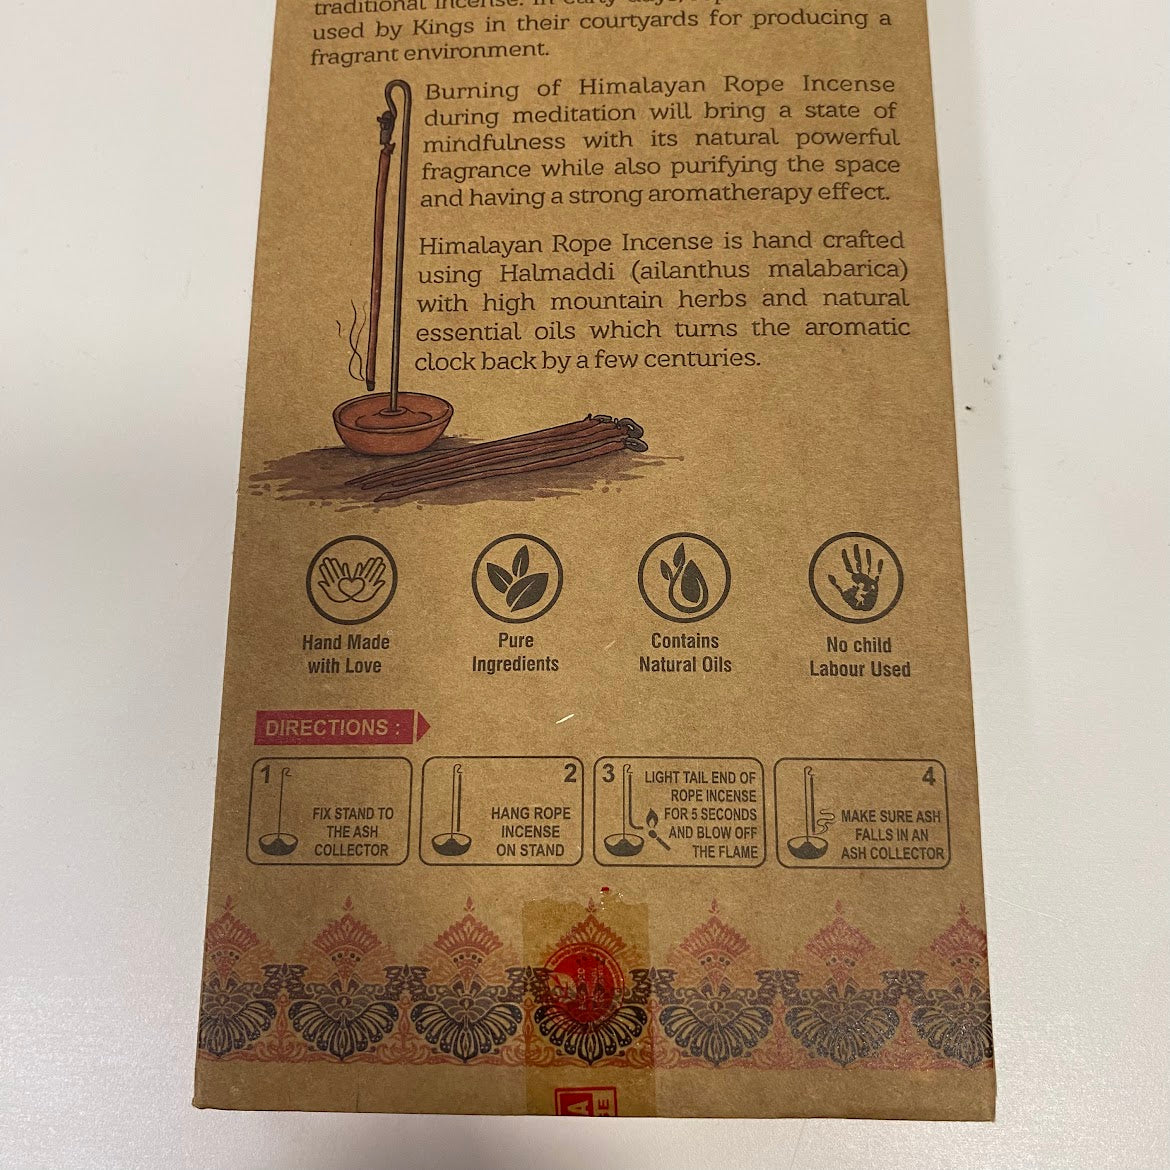 traditional incense. In early days,
used by Kings in their courtyards for producing a
fragrant environment.
Burning of Himalayan Rope Incense
during meditation will bring a state of
mindfulness with its natural powerful
fragrance while also purifying the space
and having a strong aromatherapy effect.
Himalayan Rope Incense is hand crafted
using Halmaddi (ailanthus malabarica)
with high mountain herbs and natural
essential oils which turns the aromatic
clock back by a few centuries.
Hand Made
with Love
Pure
Ingredients
Contains
Natural Oils
No child
Labour Used
DIRECTIONS :
1
FIX STAND TO
THE ASH
COLLECTOR
2
HANG ROPE
INCENSE
ON STAND
3
LIGHT TAIL END OF
ROPE INCENSE
FOR 5 SECONDS
AND BLOW OFF
THE FLAME
4
MAKE SURE ASH
FALLS IN AN
ASH COLLECTOR